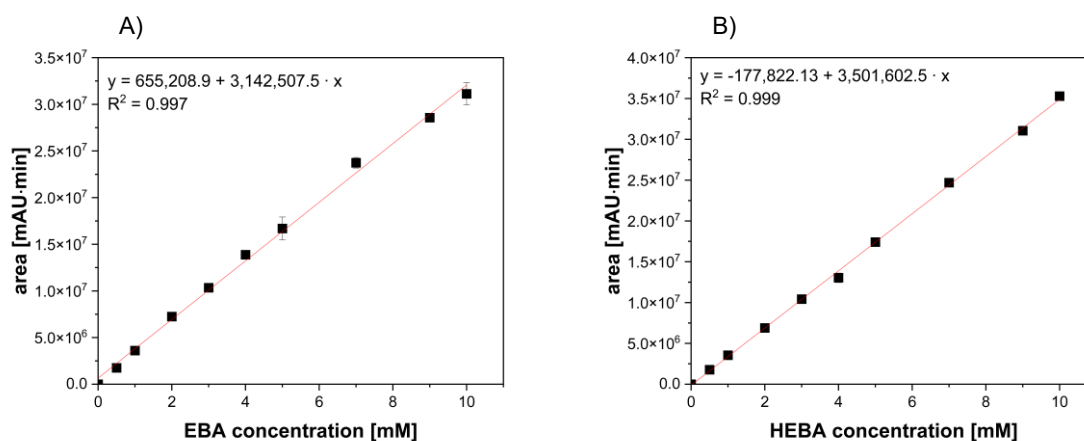 A)
y = 655,208.9 + 3,142,507.5 · x
R² = 0.997
3.5×10⁷
3.0×10⁷
2.5×10⁷
2.0×10⁷
1.5×10⁷
1.0×10⁷
5.0×10⁶
0.0
area [mAU·min]
0 2 4 6 8 10
EBA concentration [mM]
B)
y = -177,822.13 + 3,501,602.5 · x
R² = 0.999
4.0×10⁷
3.5×10⁷
3.0×10⁷
2.5×10⁷
2.0×10⁷
1.5×10⁷
1.0×10⁷
5.0×10⁶
0.0
area [mAU·min]
0 2 4 6 8 10
HEBA concentration [mM]